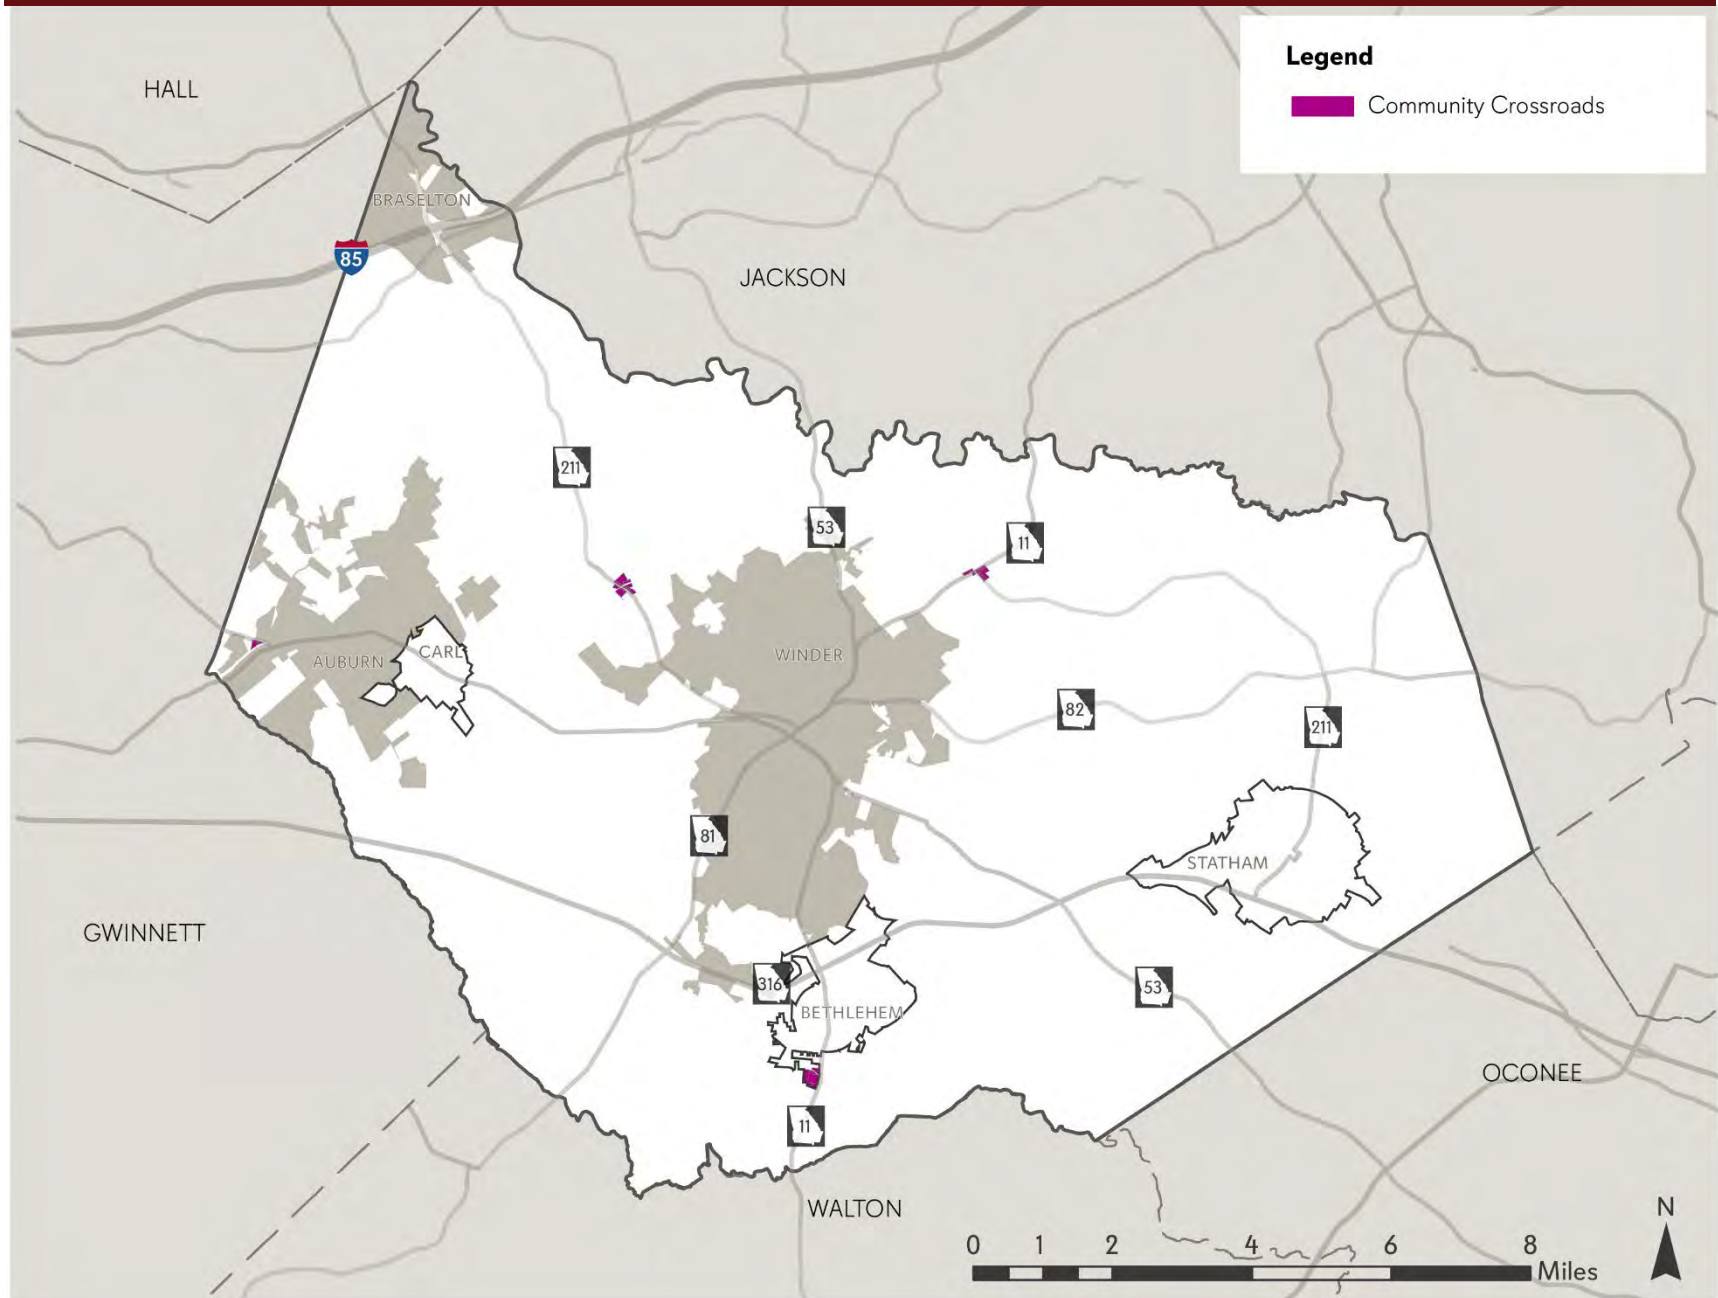 Legend
Community Crossroads
HALL
BRASELTON
85
JACKSON
211
53
11
AUBURN
CARL
WINDER
82
211
81
STATHAM
GWINNETT
316
BETHLEHEM
53
11
OCONEE
WALTON
N
0 1 2 4 6 8
Miles